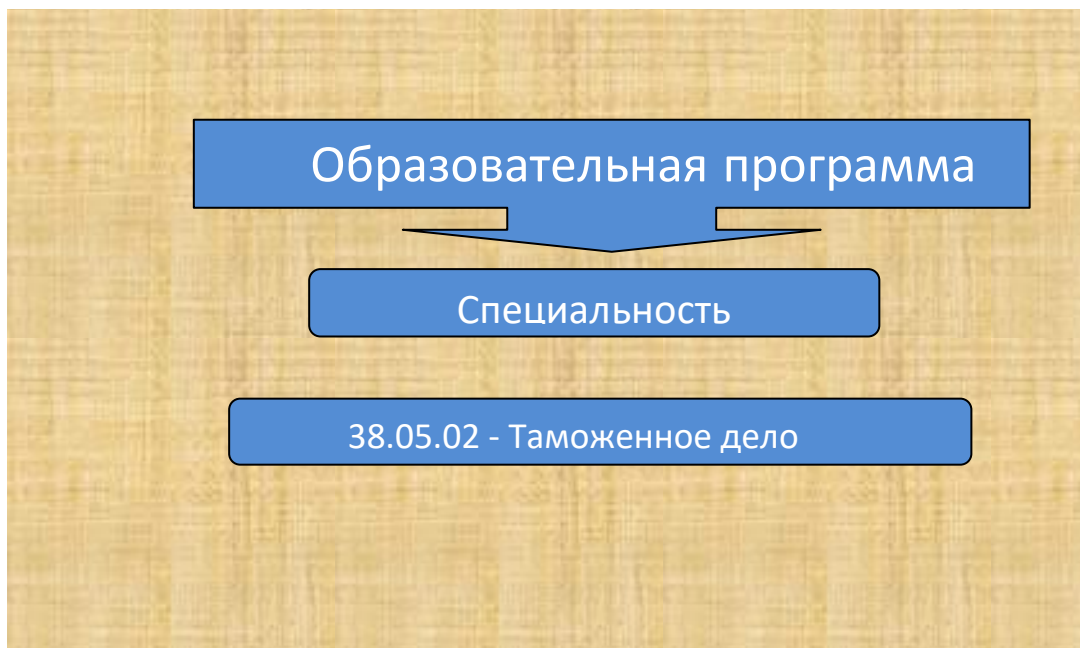 Образовательная программа
Специальность
38.05.02 - Таможенное дело